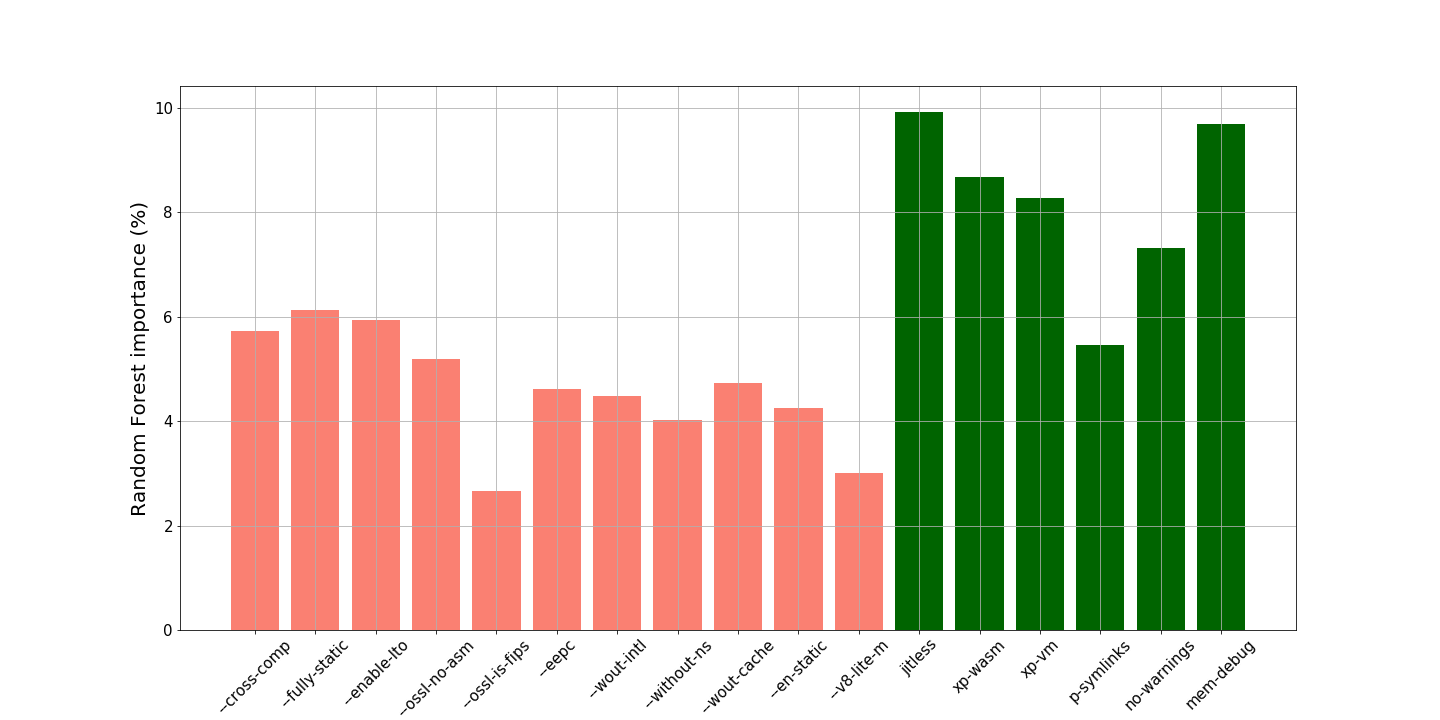 Random Forest importance (%)
10
8
6
4
2
0
--cross-comp
--fully-static
--enable-lto
--ossl-no-asm
--ossl-is-fips
--eepc
--wout-intl
--without-ns
--wout-cache
--en-static
--v8-lite-m
jitless
xp-wasm
xp-vm
p-symlinks
no-warnings
mem-debug